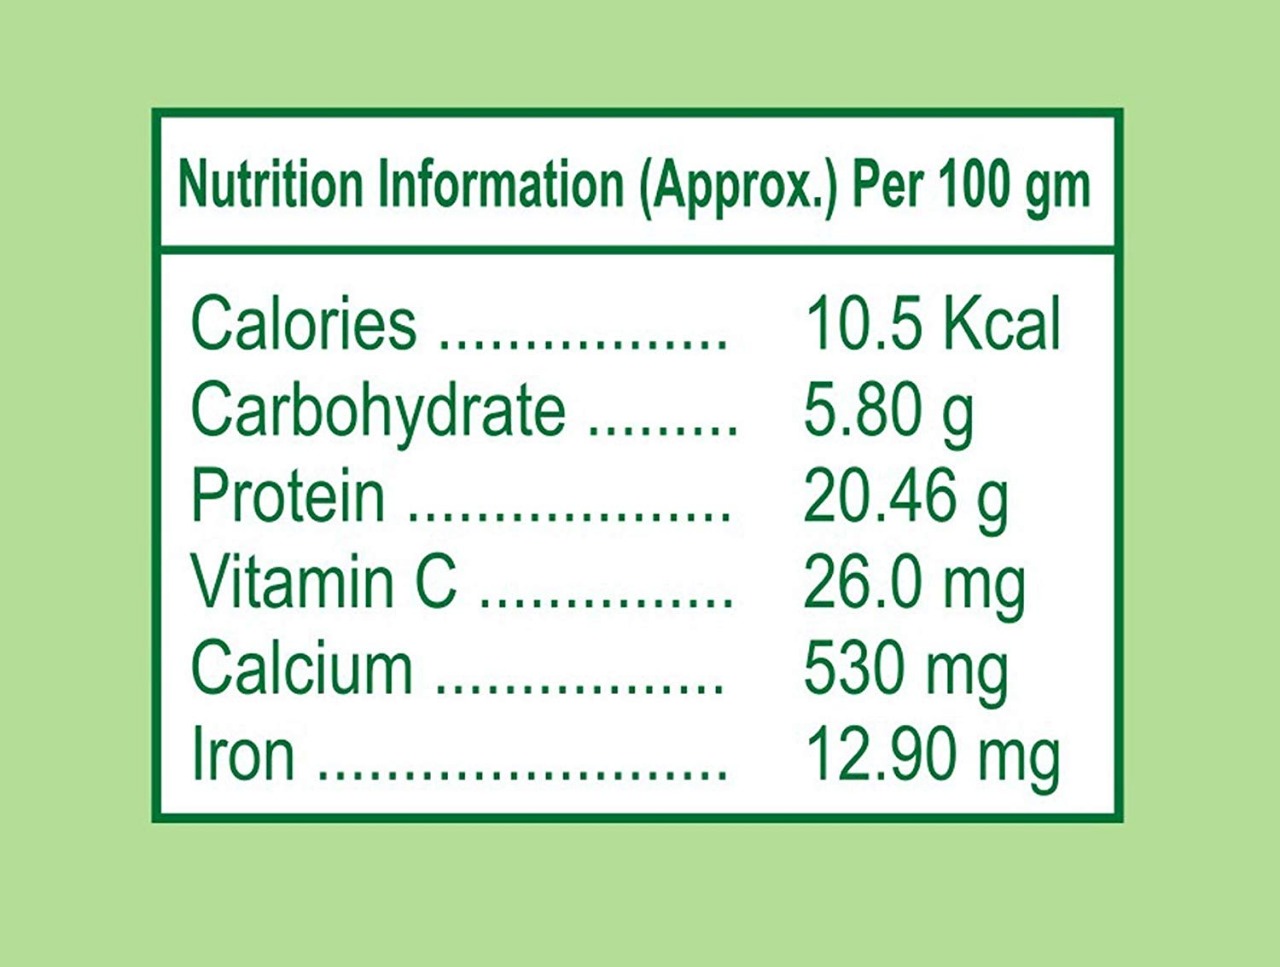 Nutrition Information (Approx.) Per 100 gm
Calories ................. 10.5 Kcal
Carbohydrate ......... 5.80 g
Protein ................... 20.46 g
Vitamin C ............... 26.0 mg
Calcium ................. 530 mg
Iron ........................ 12.90 mg